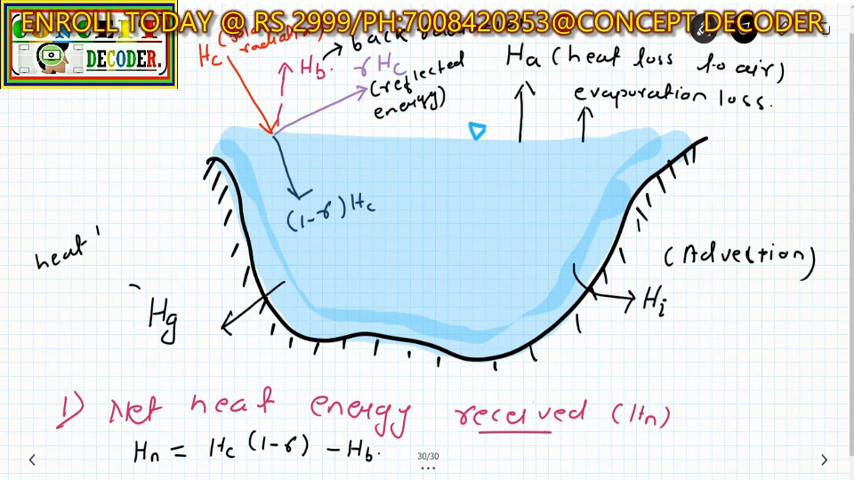 ENROLL TODAY @ RS.2999/PH:7008420353@CONCEPT DECODER
DECODER.
Hc
Hb.
back
rHc
(reflected
energy)
Ha (heat loss to air)
evaporation loss.
(1-r)Hc
heat
(Advection)
Hg
Hi
1) Net heat energy received (Hn)
Hn = Hc (1-r) - Hb.
30/30